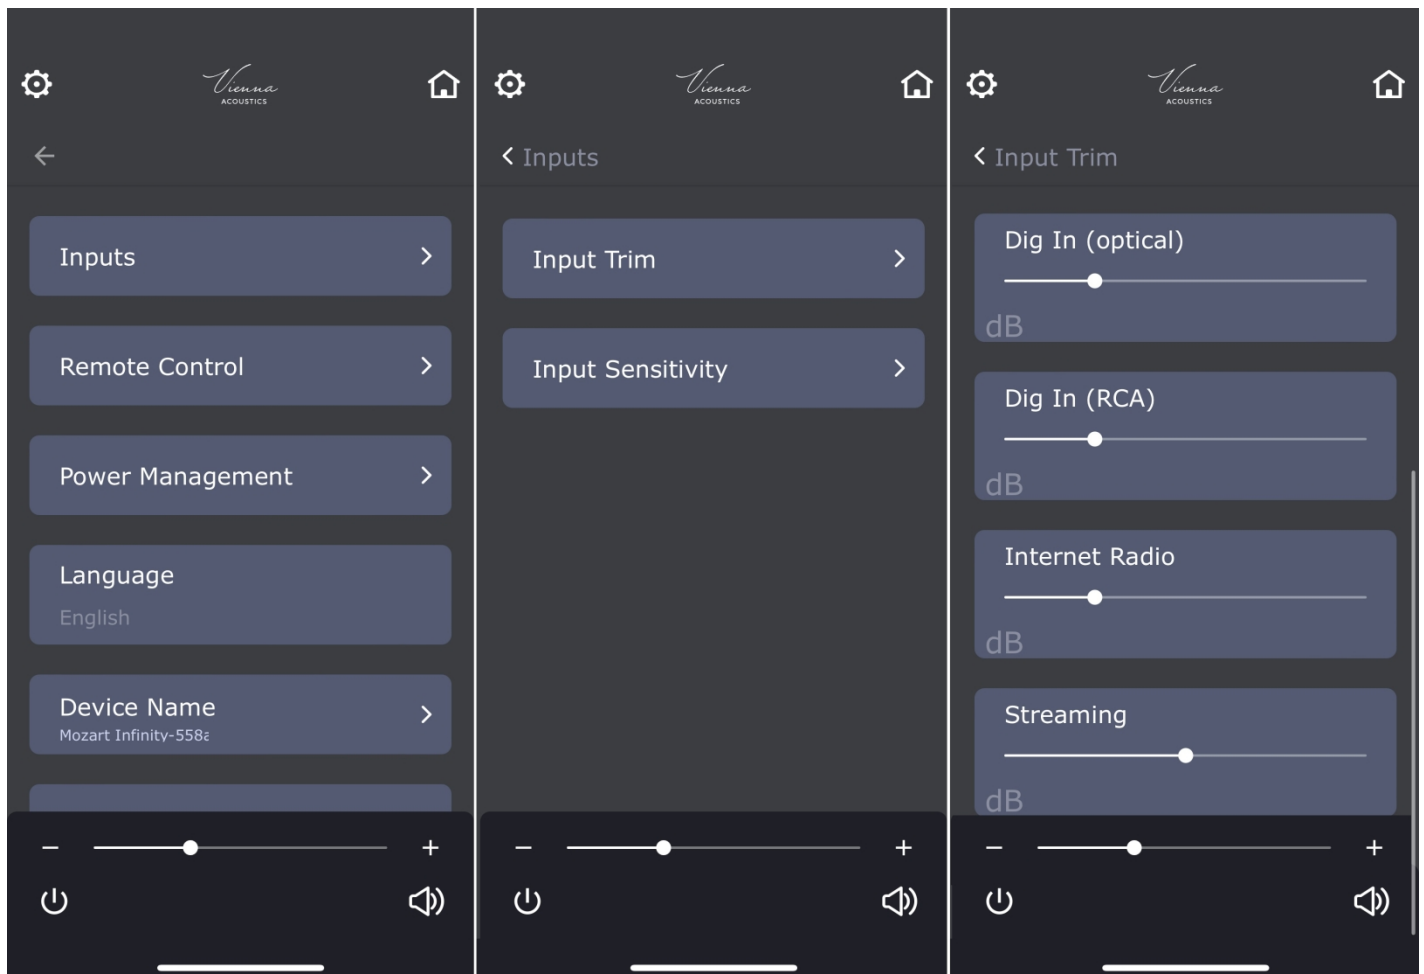 Vienna
ACOUSTICS
Inputs
Remote Control
Power Management
Language
English
Device Name
Mozart Infinity-558a
Vienna
ACOUSTICS
Inputs
Input Trim
Input Sensitivity
Vienna
ACOUSTICS
Input Trim
Dig In (optical)
dB
Dig In (RCA)
dB
Internet Radio
dB
Streaming
dB